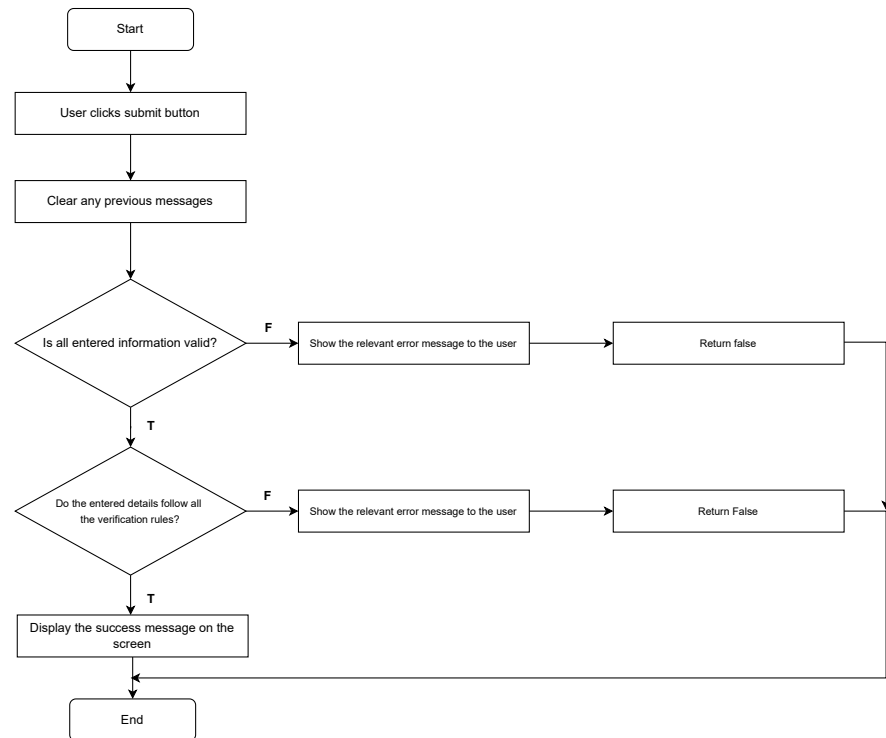 Start
User clicks submit button
Clear any previous messages
Is all entered information valid?
F
Show the relevant error message to the user
Return false
T
Do the entered details follow all
the verification rules?
F
Show the relevant error message to the user
Return False
T
Display the success message on the
screen
End